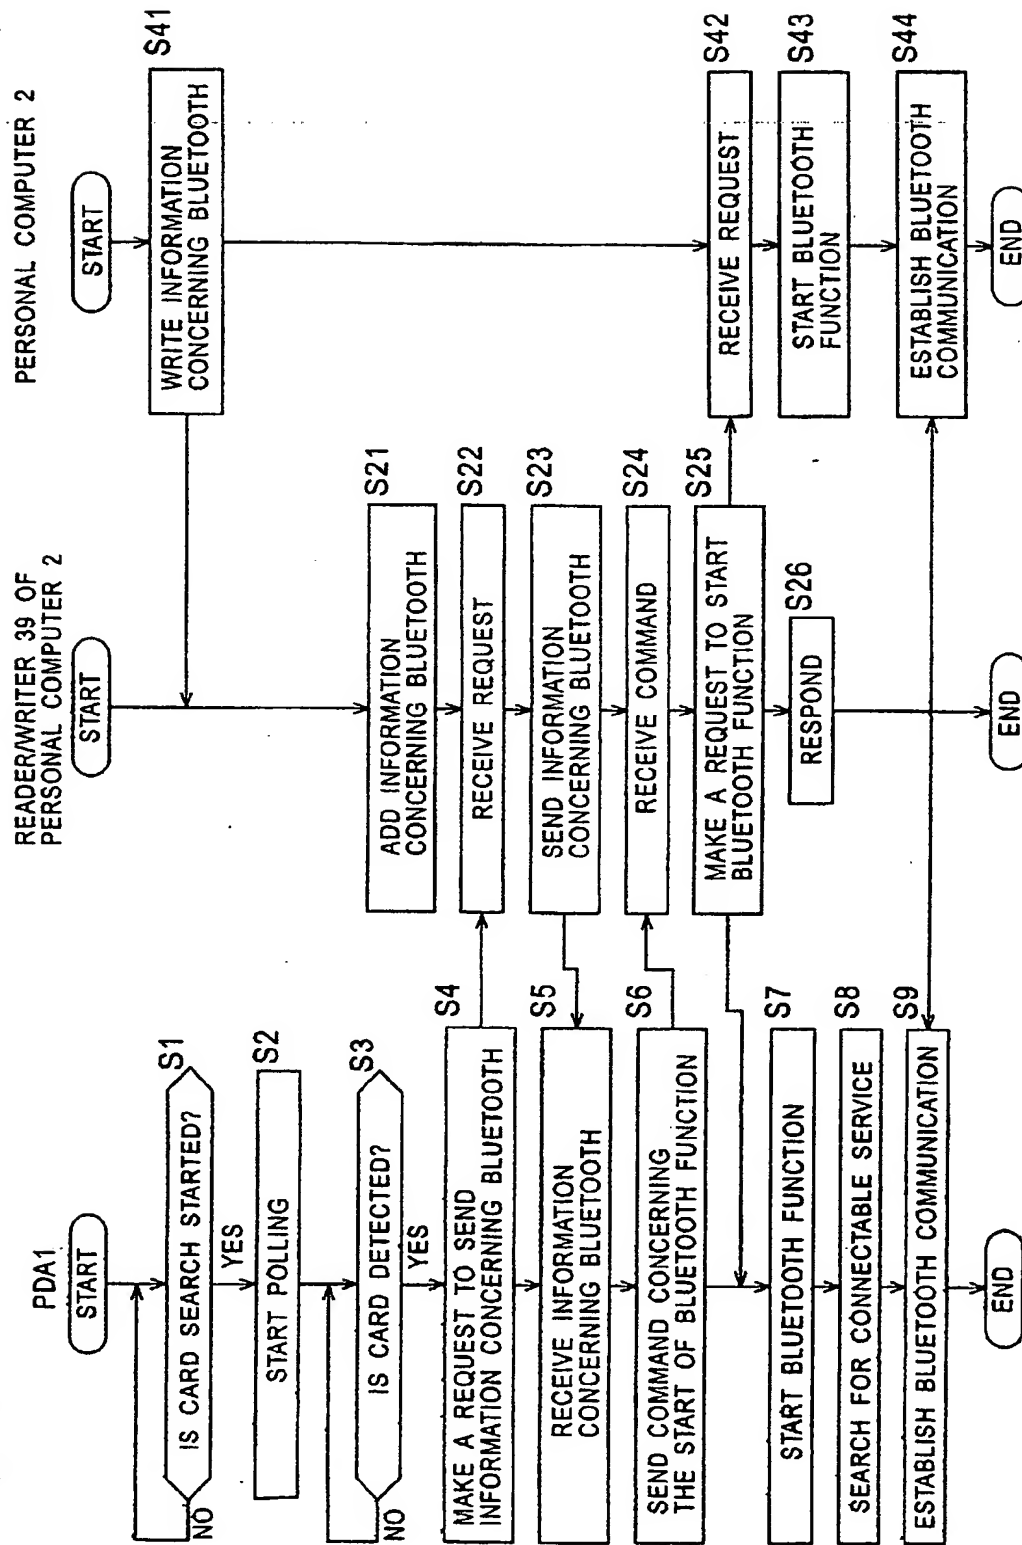 PDA1
START
IS CARD SEARCH STARTED?
S1
NO
YES
START POLLING
S2
IS CARD DETECTED?
S3
NO
YES
MAKE A REQUEST TO SEND
INFORMATION CONCERNING BLUETOOTH
S4
RECEIVE INFORMATION
CONCERNING BLUETOOTH
S5
SEND COMMAND CONCERNING
THE START OF BLUETOOTH FUNCTION
S6
START BLUETOOTH FUNCTION
S7
SEARCH FOR CONNECTABLE SERVICE
S8
ESTABLISH BLUETOOTH COMMUNICATION
S9
END
READER/WRITER 39 OF
PERSONAL COMPUTER 2
START
ADD INFORMATION
CONCERNING BLUETOOTH
S21
RECEIVE REQUEST
S22
SEND INFORMATION
CONCERNING BLUETOOTH
S23
RECEIVE COMMAND
S24
MAKE A REQUEST TO START
BLUETOOTH FUNCTION
S25
RESPOND
S26
END
PERSONAL COMPUTER 2
START
WRITE INFORMATION
CONCERNING BLUETOOTH
S41
RECEIVE REQUEST
S42
START BLUETOOTH
FUNCTION
S43
ESTABLISH BLUETOOTH
COMMUNICATION
S44
END